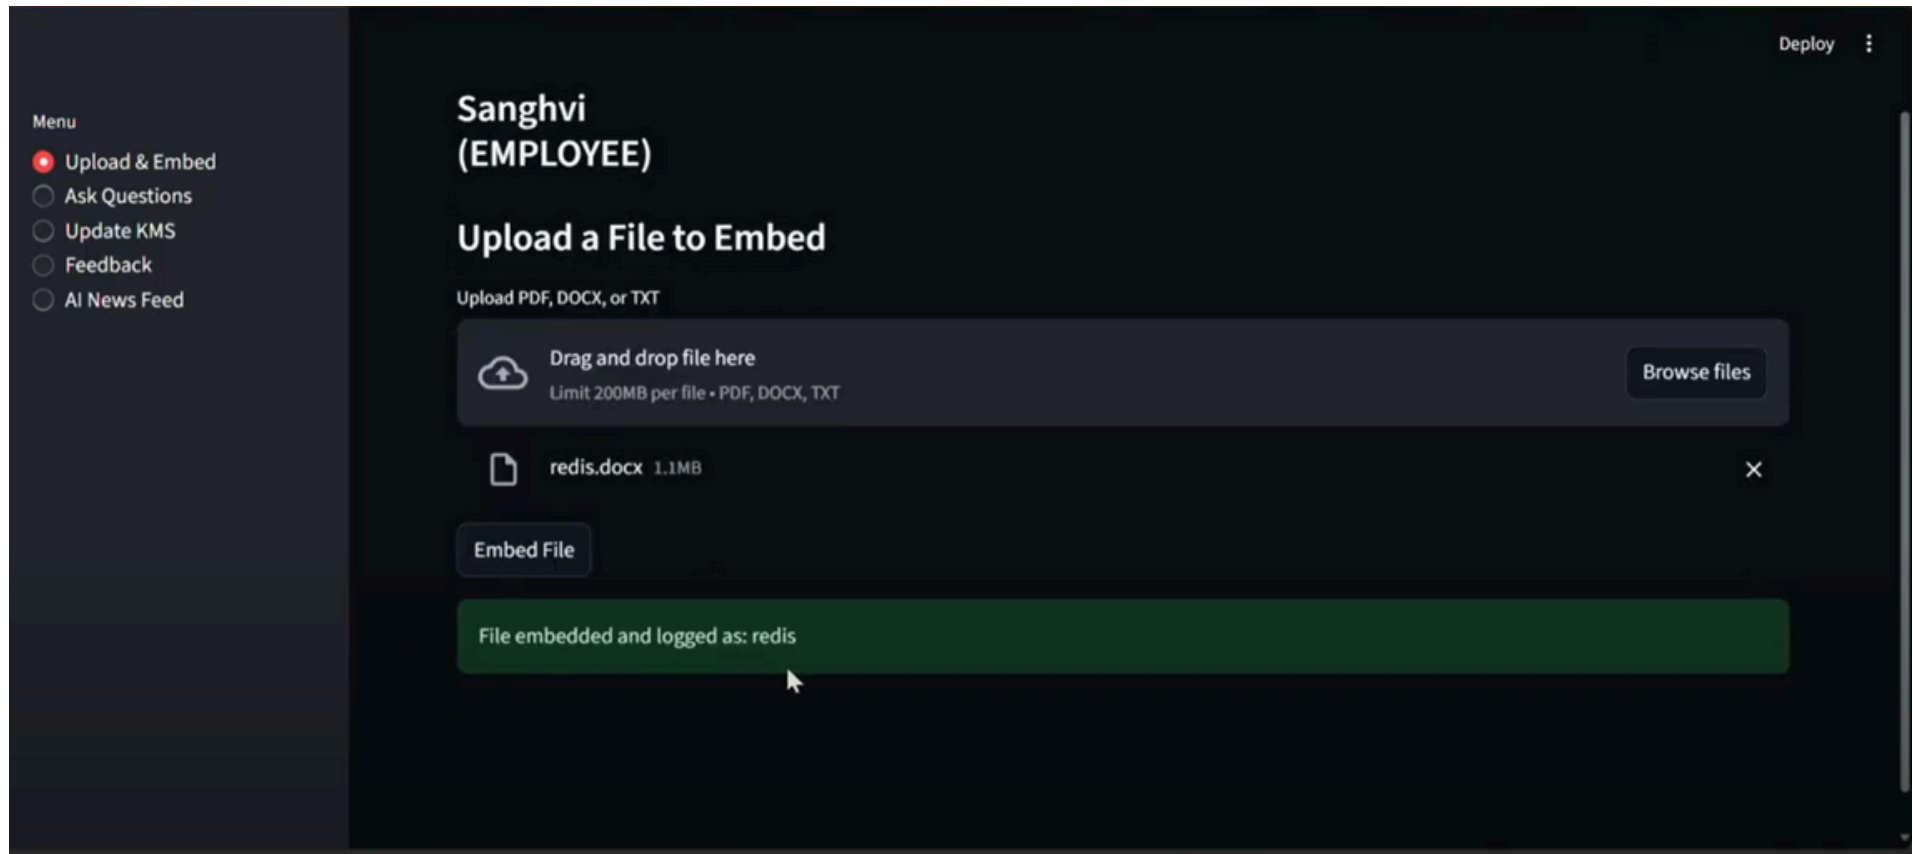 Deploy
Menu
Upload & Embed
Ask Questions
Update KMS
Feedback
AI News Feed
Sanghvi
(EMPLOYEE)
Upload a File to Embed
Upload PDF, DOCX, or TXT
Drag and drop file here
Limit 200MB per file • PDF, DOCX, TXT
Browse files
redis.docx 1.1MB
Embed File
File embedded and logged as: redis